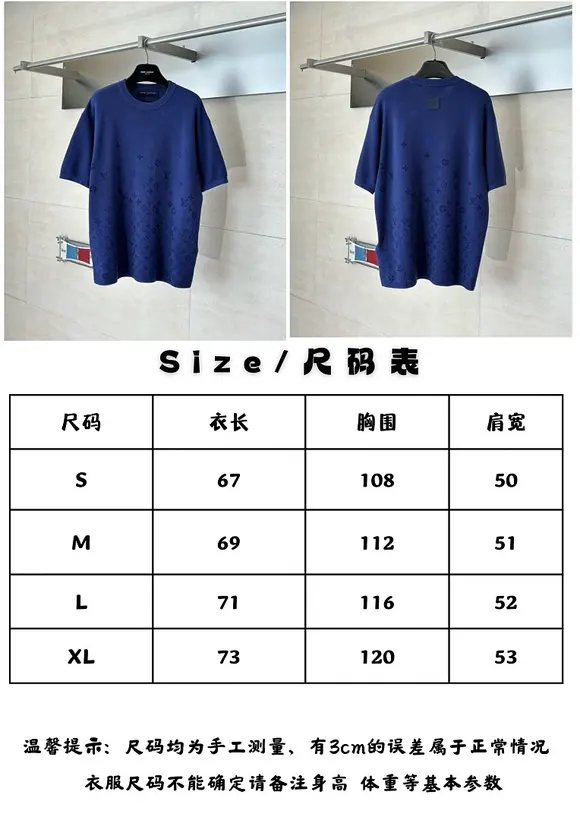 Size/尺码表
尺码 衣长 胸围 肩宽
S 67 108 50
M 69 112 51
L 71 116 52
XL 73 120 53
温馨提示：尺码均为手工测量、有3cm的误差属于正常情况
衣服尺码不能确定请备注身高 体重等基本参数